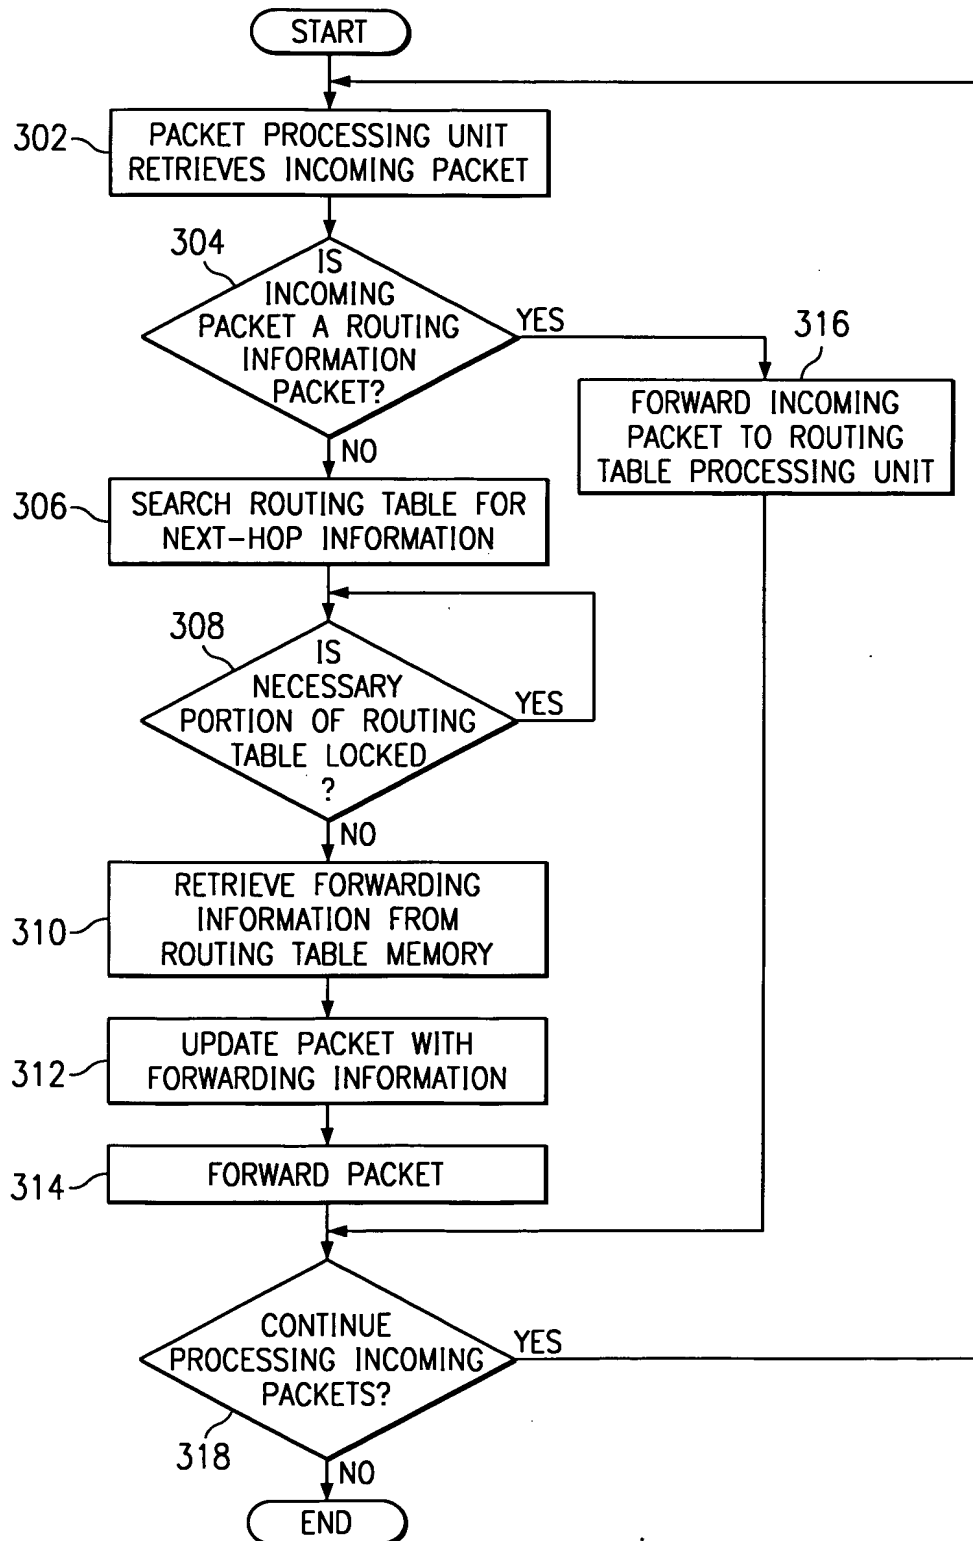 START
302
PACKET PROCESSING UNIT
RETRIEVES INCOMING PACKET
304
IS
INCOMING
PACKET A ROUTING
INFORMATION
PACKET?
YES
316
FORWARD INCOMING
PACKET TO ROUTING
TABLE PROCESSING UNIT
NO
306
SEARCH ROUTING TABLE FOR
NEXT-HOP INFORMATION
308
IS
NECESSARY
PORTION OF ROUTING
TABLE LOCKED
?
YES
NO
310
RETRIEVE FORWARDING
INFORMATION FROM
ROUTING TABLE MEMORY
312
UPDATE PACKET WITH
FORWARDING INFORMATION
314
FORWARD PACKET
CONTINUE
PROCESSING INCOMING
PACKETS?
YES
318
NO
END